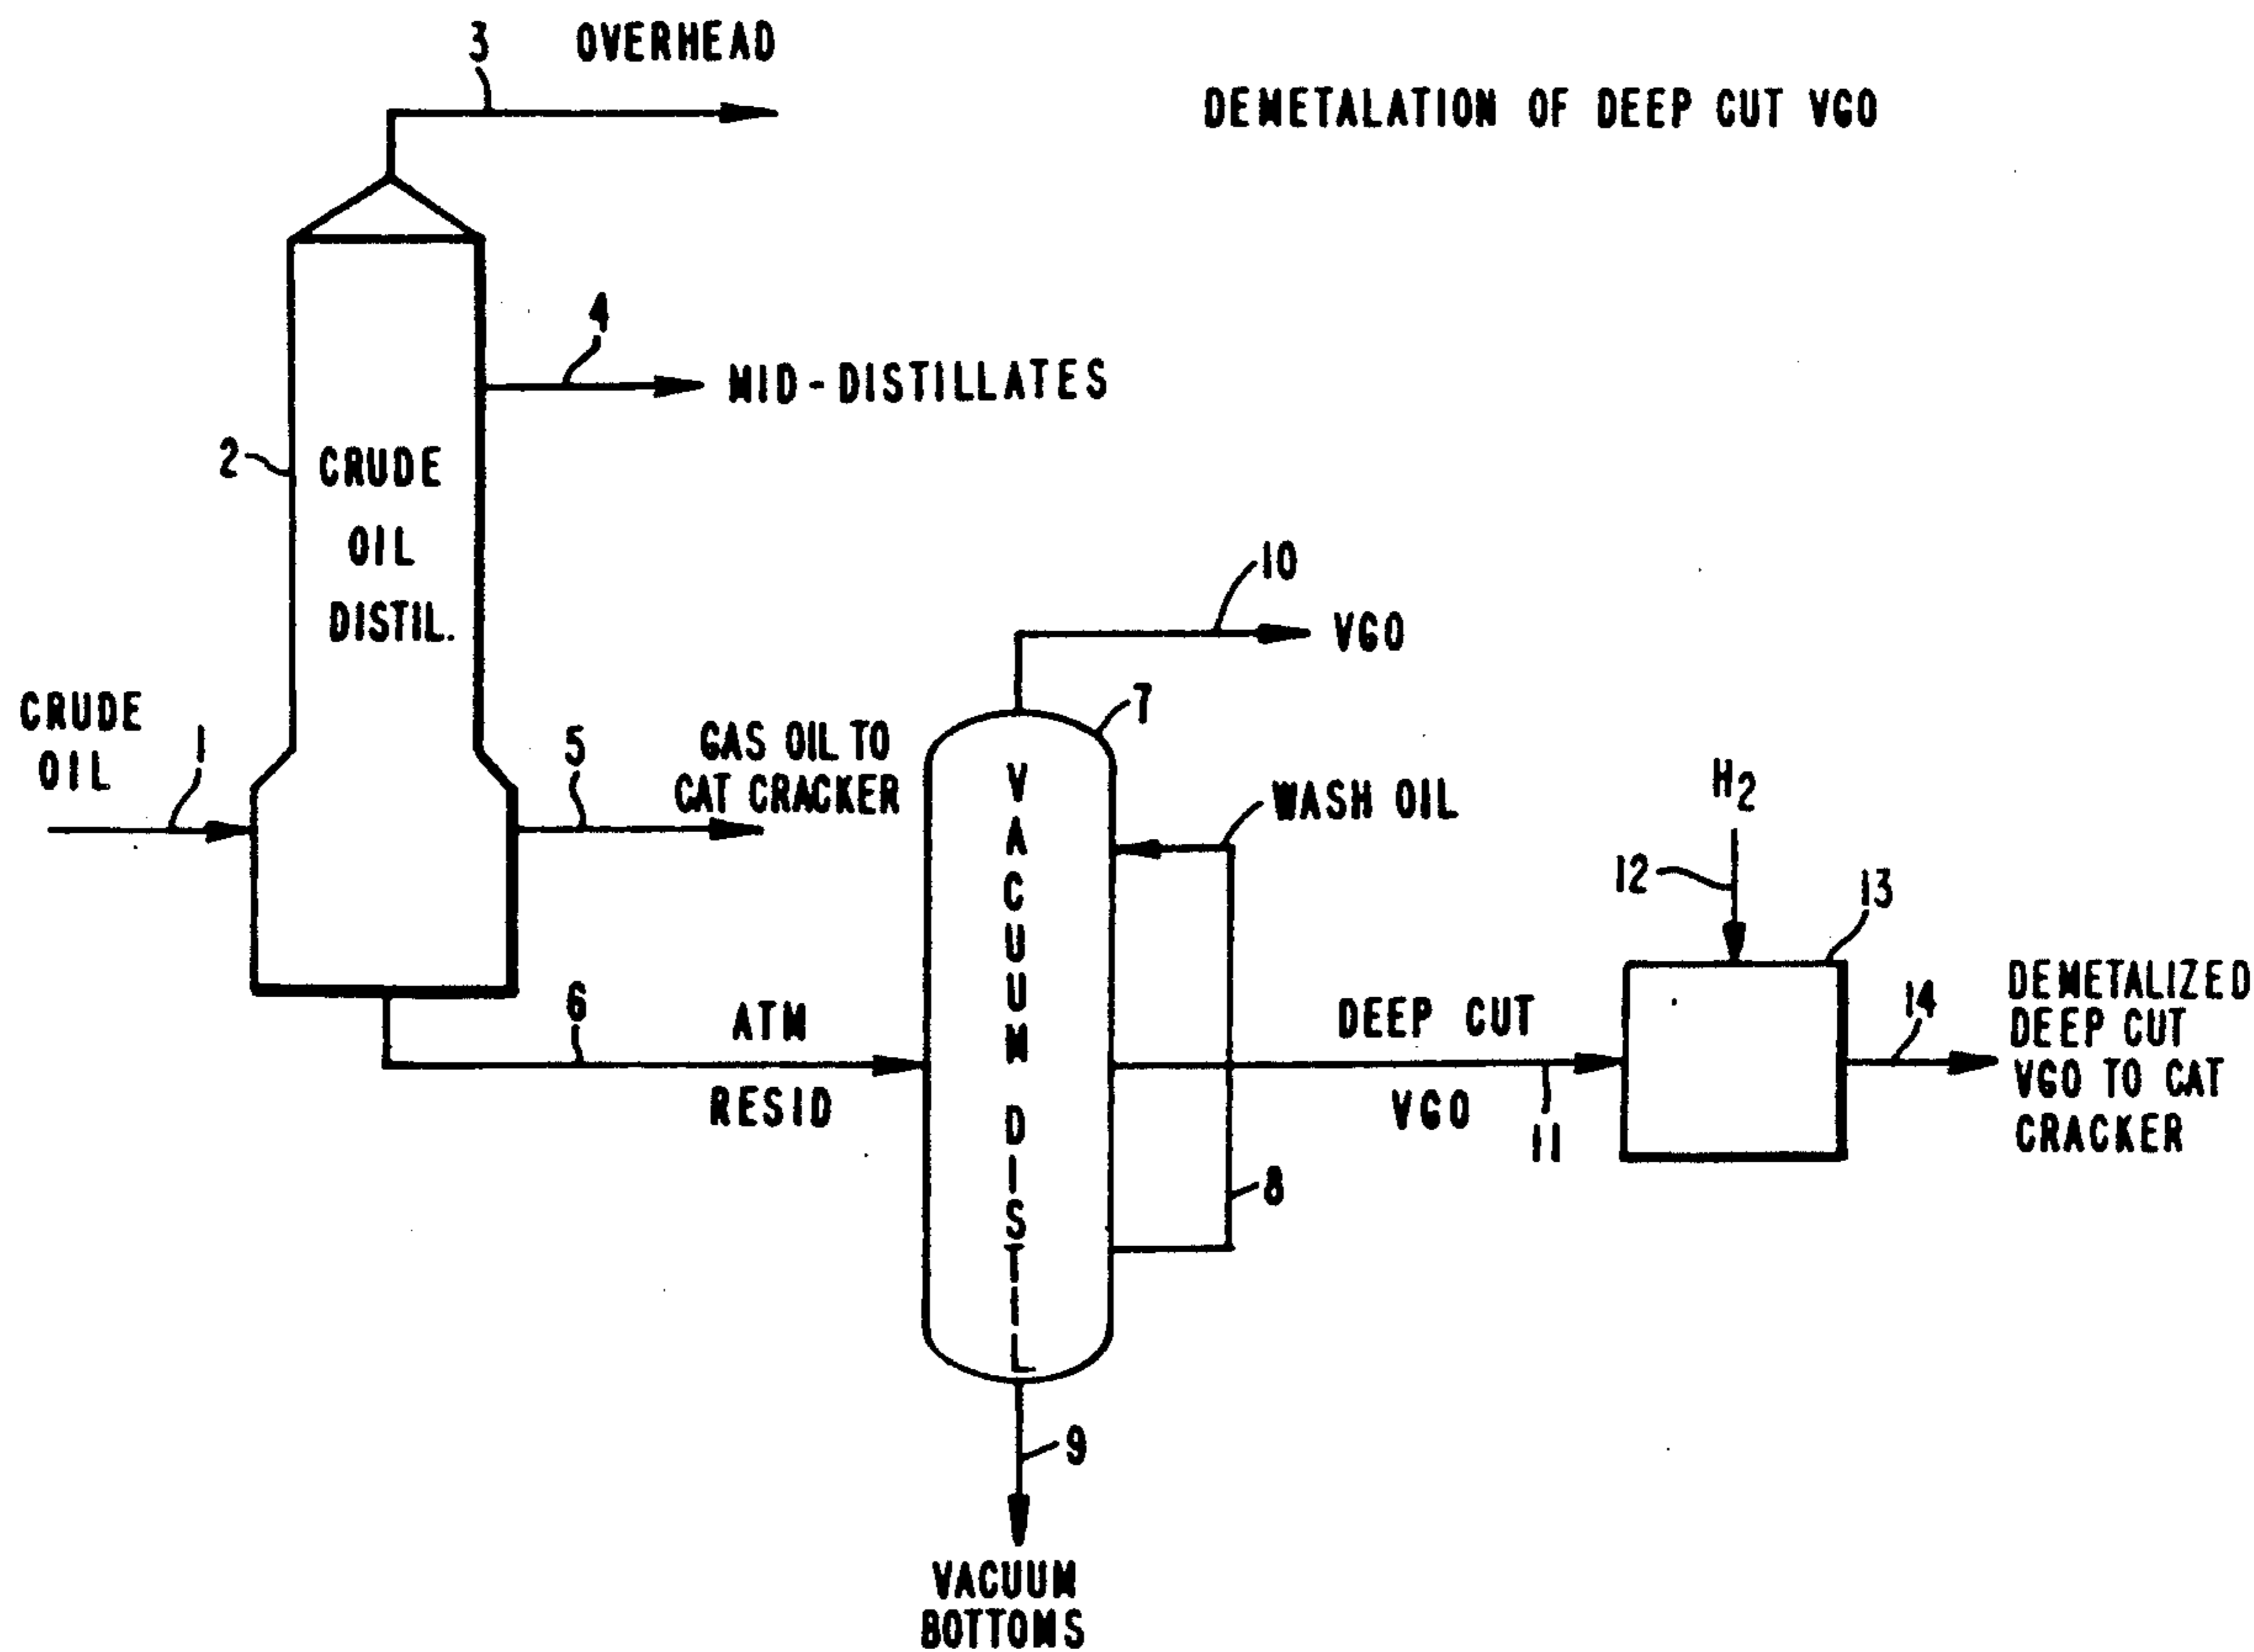 3 OVERHEAD
DEMETALATION OF DEEP CUT VGO
4
MID-DISTILLATES
2
CRUDE
OIL
DISTIL.
10
VGO
CRUDE
OIL
1
5
GAS OIL TO
CAT CRACKER
7
VACUUM DISTIL
WASH OIL
H2
12
13
6
ATM
RESID
DEEP CUT
VGO
11
14
DEMETALIZED
DEEP CUT
VGO TO CAT
CRACKER
8
9
VACUUM
BOTTOMS